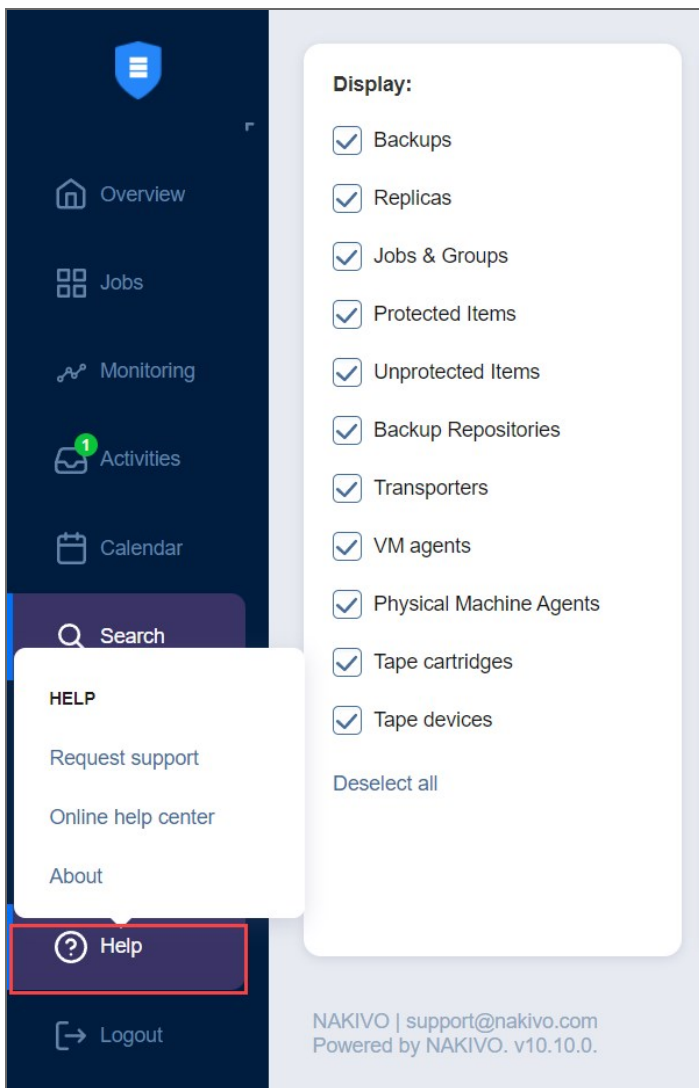 Overview
Jobs
Monitoring
1
Activities
Calendar
Search
HELP
Request support
Online help center
About
Help
Logout
Display:
Backups
Replicas
Jobs & Groups
Protected Items
Unprotected Items
Backup Repositories
Transporters
VM agents
Physical Machine Agents
Tape cartridges
Tape devices
Deselect all
NAKIVO | support@nakivo.com
Powered by NAKIVO. v10.10.0.